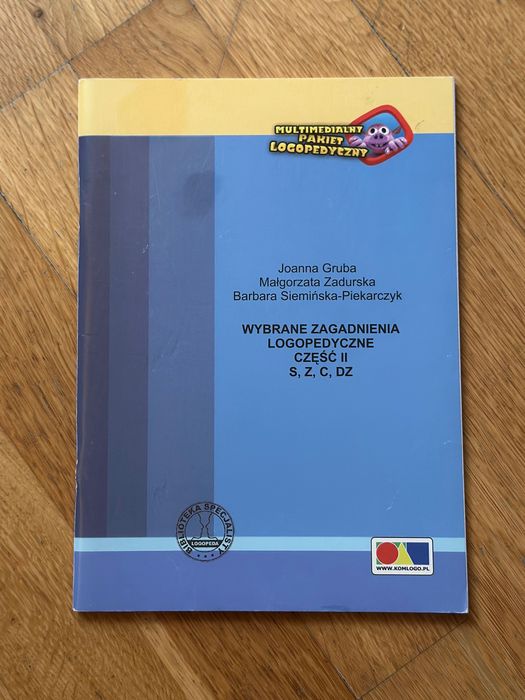 MULTIMEDIALNY
PAKIET
LOGOPEDYCZNY
Joanna Gruba
Małgorzata Zadurska
Barbara Siemińska-Piekarczyk
WYBRANE ZAGADNIENIA
LOGOPEDYCZNE
CZĘŚĆ II
S, Z, C, DZ
BIBLIOTEKA SPECJALISTY
LOGOPEDA
WWW.KOMLOGO.PL